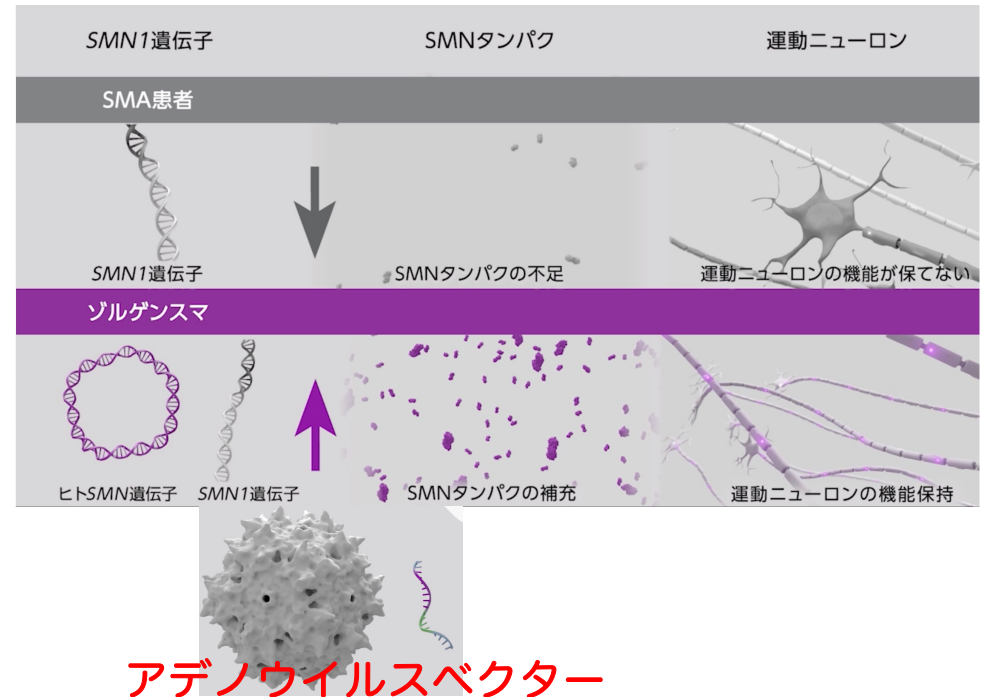 SMN1遺伝子 SMNタンパク 運動ニューロン
SMA患者
SMN1遺伝子 SMNタンパクの不足 運動ニューロンの機能が保てない
ゾルゲンスマ
ヒトSMN遺伝子 SMN1遺伝子 SMNタンパクの補充 運動ニューロンの機能保持
アデノウイルスベクター